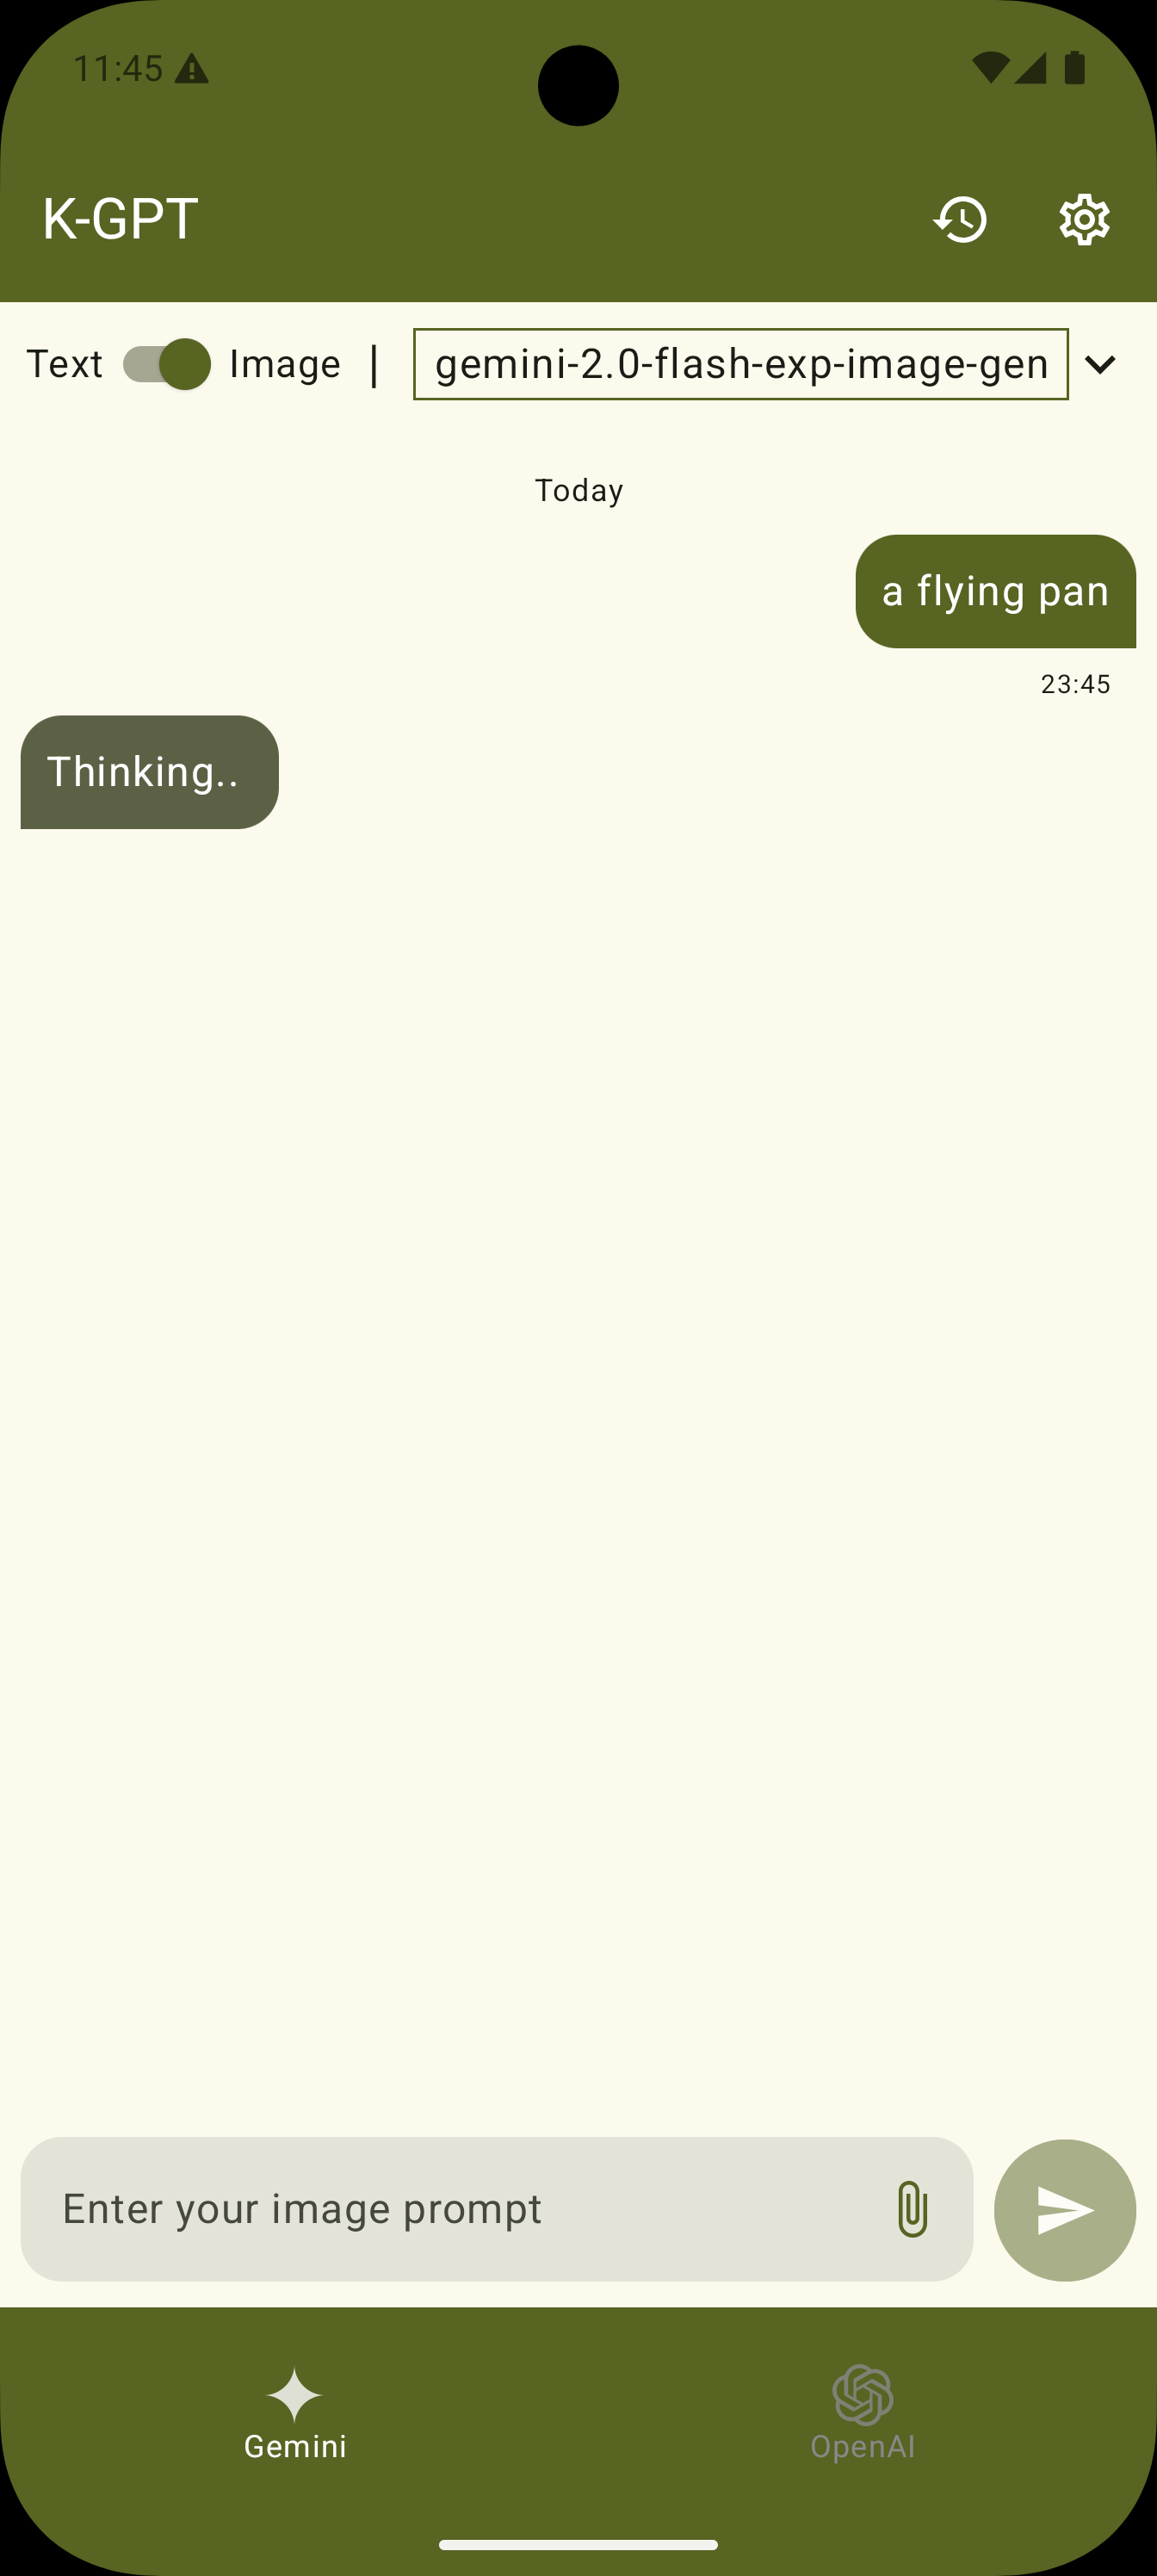 11:45
K-GPT
Text Image | gemini-2.0-flash-exp-image-gen
Today
a flying pan
23:45
Thinking..
Enter your image prompt
Gemini OpenAI